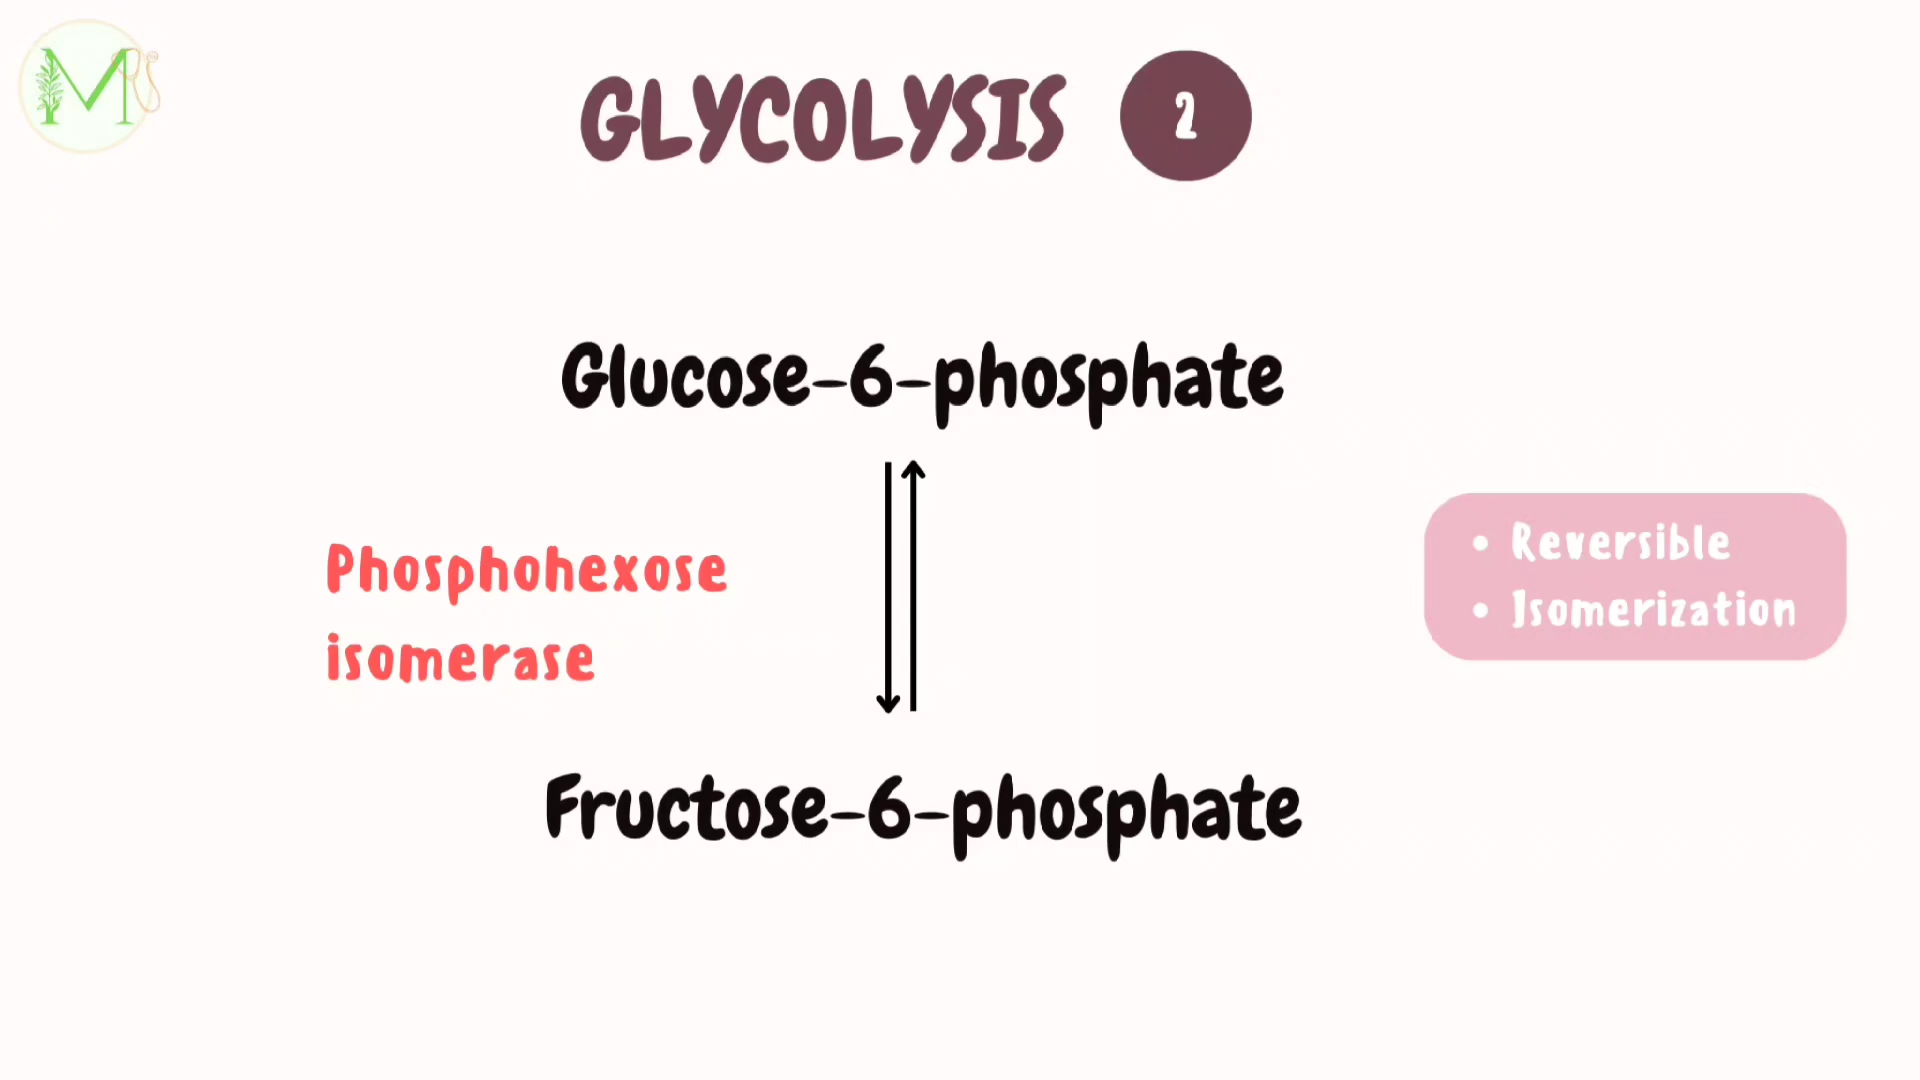 GLYCOLYSIS 2
Glucose-6-phosphate
Phosphohexose
isomerase
• Reversible
• Isomerization
Fructose-6-phosphate